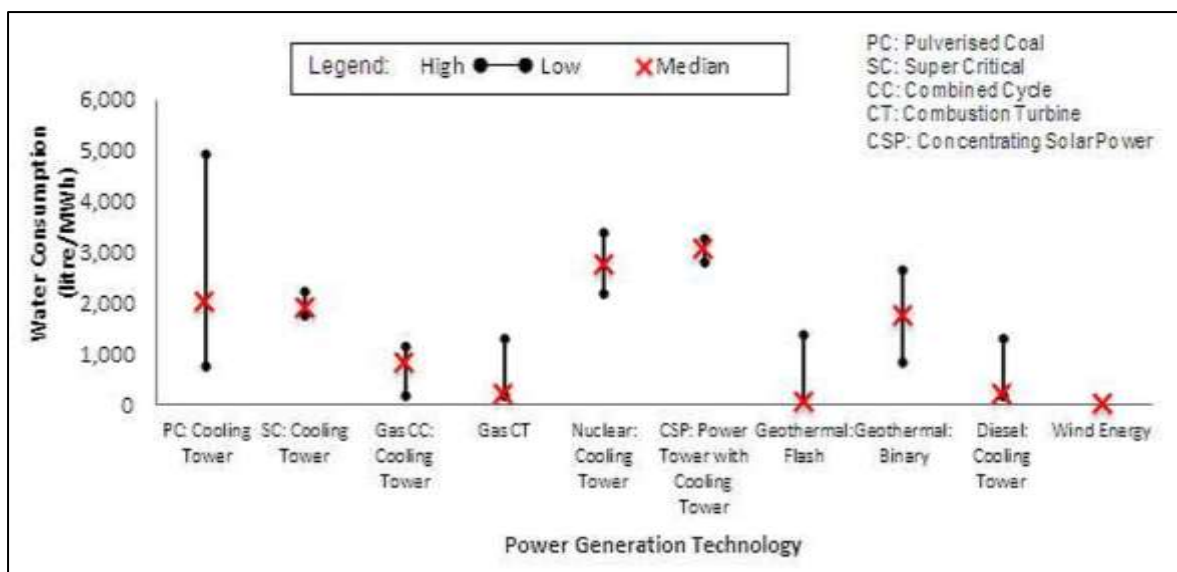 Legend: High Low Median
PC: Pulverised Coal
SC: Super Critical
CC: Combined Cycle
CT: Combustion Turbine
CSP: Concentrating Solar Power
Water Consumption
(litre/MWh)
6,000
5,000
4,000
3,000
2,000
1,000
0
PC: Cooling
Tower
SC: Cooling
Tower
Gas CC:
Cooling
Tower
Gas CT
Nuclear:
Cooling
Tower
CSP: Power
Tower with
Cooling
Tower
Geothermal:
Flash
Geothermal:
Binary
Diesel:
Cooling
Tower
Wind Energy
Power Generation Technology